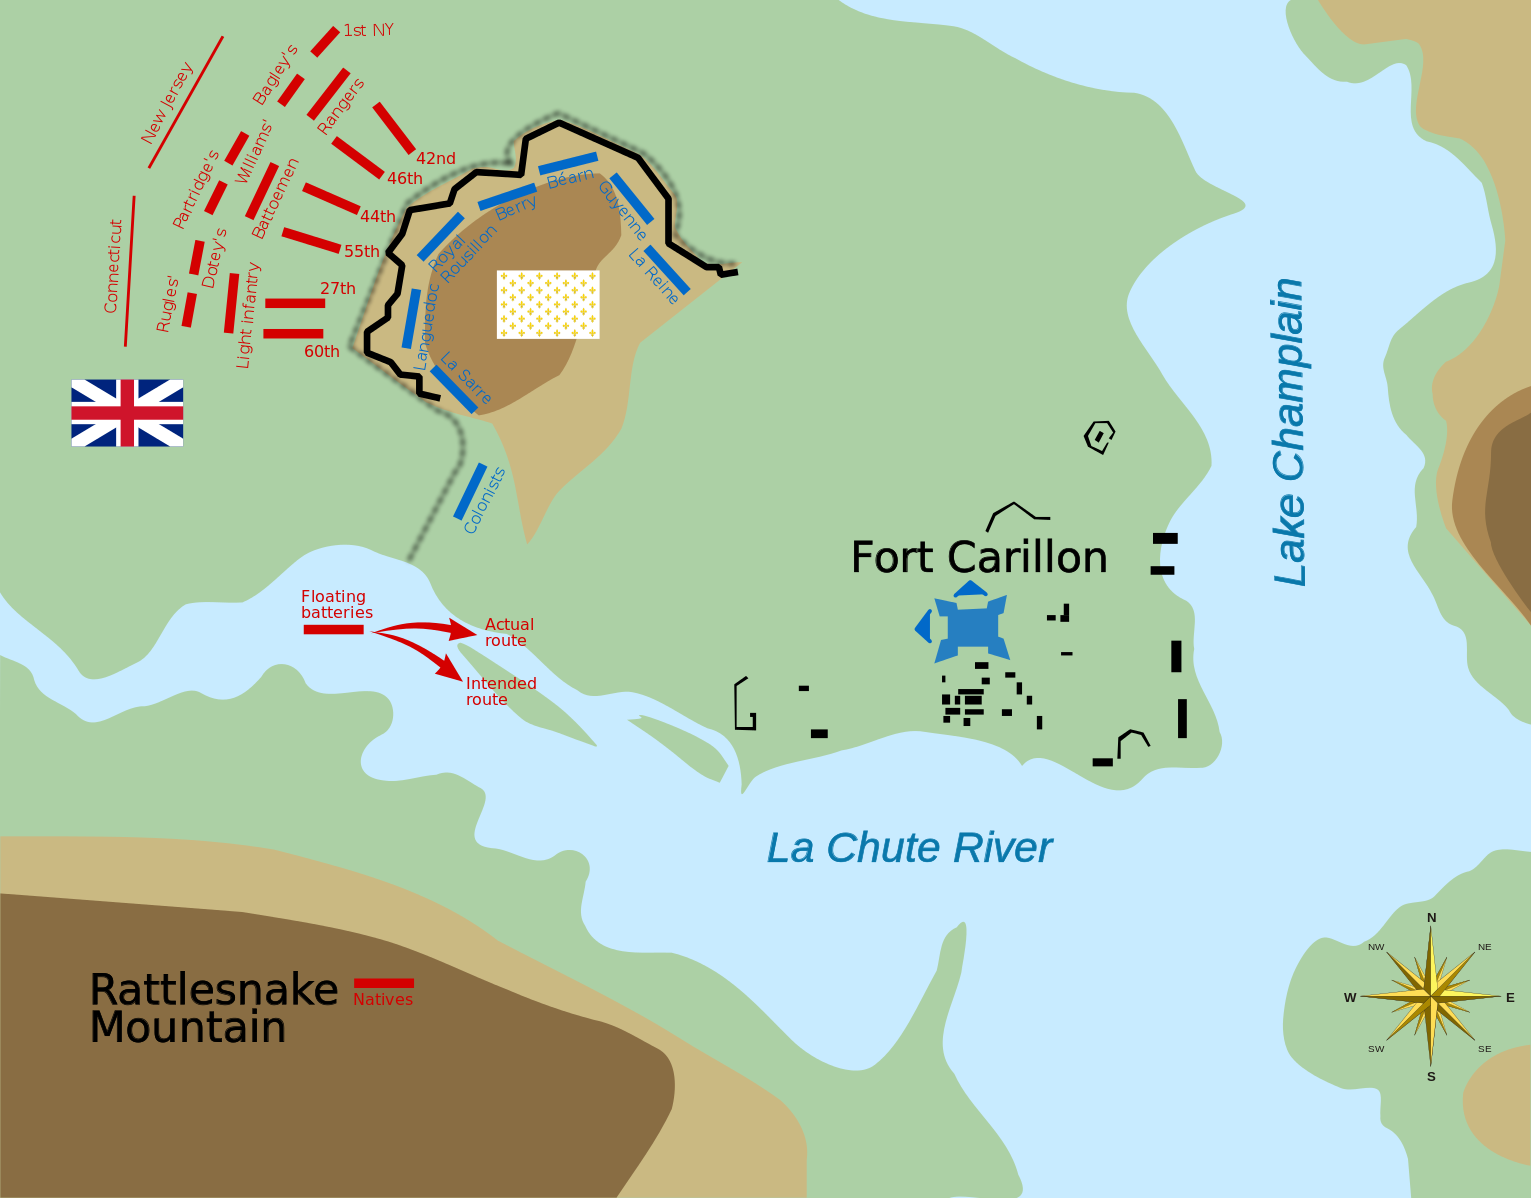 1st NY
Bagley's
New Jersey
Rangers
42nd
46th
Williams'
Partridge's
Battoemen
44th
55th
Connecticut
Dotey's
Rugles'
Light infantry
27th
60th
Béarn
Berry
Guyenne
Royal
Rousillon
La Reine
Languedoc
La Sarre
Colonists
Lake Champlain
Fort Carillon
Floating
batteries
Actual
route
Intended
route
La Chute River
Rattlesnake
Mountain
Natives
N
NW
NE
W
E
SW
SE
S